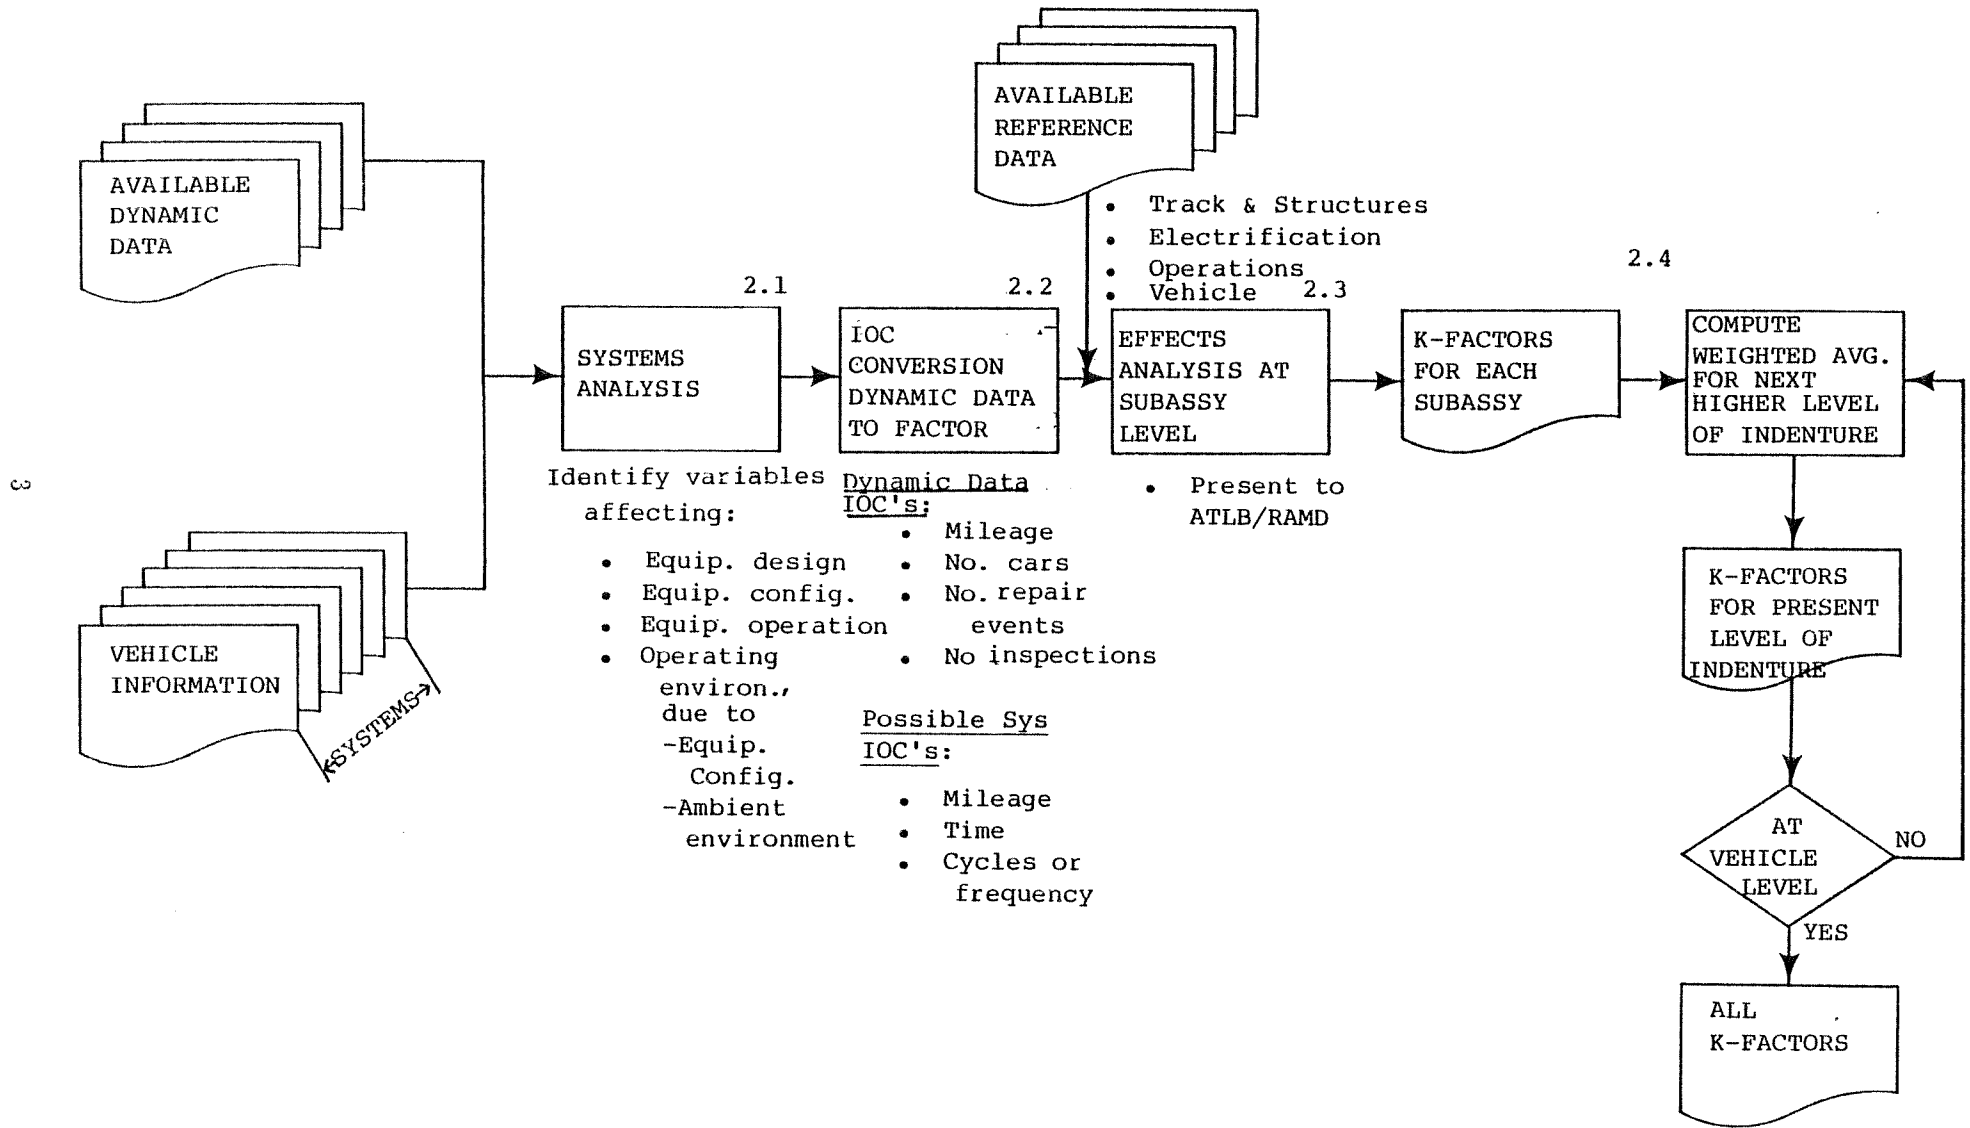 AVAILABLE
REFERENCE
DATA
AVAILABLE
DYNAMIC
DATA
• Track & Structures
• Electrification
• Operations
• Vehicle
2.1
2.2
2.3
2.4
SYSTEMS
ANALYSIS
IOC
CONVERSION
DYNAMIC DATA
TO FACTOR
EFFECTS
ANALYSIS AT
SUBASSY
LEVEL
K-FACTORS
FOR EACH
SUBASSY
COMPUTE
WEIGHTED AVG.
FOR NEXT
HIGHER LEVEL
OF INDENTURE
3
Identify variables
affecting:
• Equip. design
• Equip. config.
• Equip. operation
• Operating
environ.,
due to
-Equip.
Config.
-Ambient
environment
Dynamic Data
IOC's:
• Mileage
• No. cars
• No. repair
events
• No inspections
Possible Sys
IOC's:
• Mileage
• Time
• Cycles or
frequency
• Present to
ATLB/RAMD
VEHICLE
INFORMATION
SYSTEMS
K-FACTORS
FOR PRESENT
LEVEL OF
INDENTURE
AT
VEHICLE
LEVEL
NO
YES
ALL
K-FACTORS